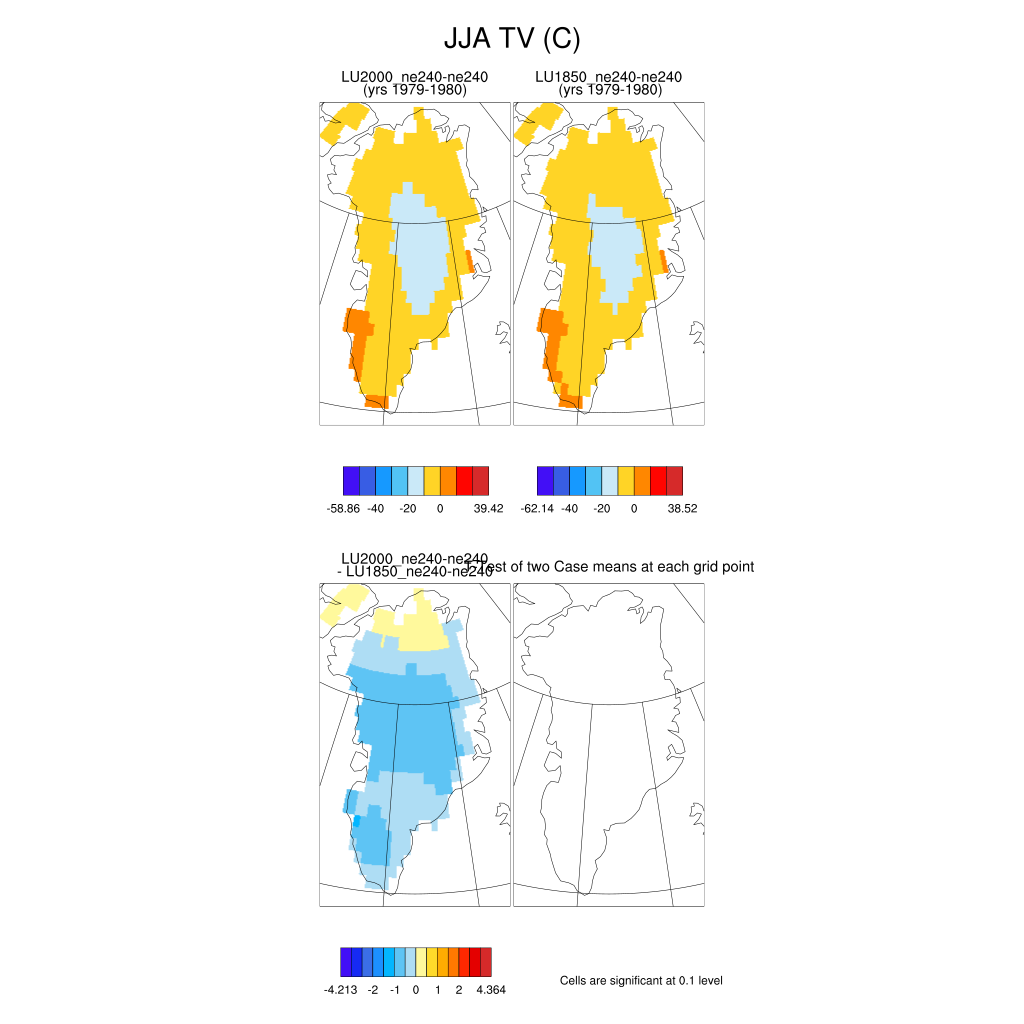 JJA TV (C)
LU2000_ne240-ne240
(yrs 1979-1980)
LU1850_ne240-ne240
(yrs 1979-1980)
-58.86 -40 -20 0 39.42
-62.14 -40 -20 0 38.52
LU2000_ne240-ne240
- LU1850_ne240-ne240
T-Test of two Case means at each grid point
-4.213 -2 -1 0 1 2 4.364
Cells are significant at 0.1 level